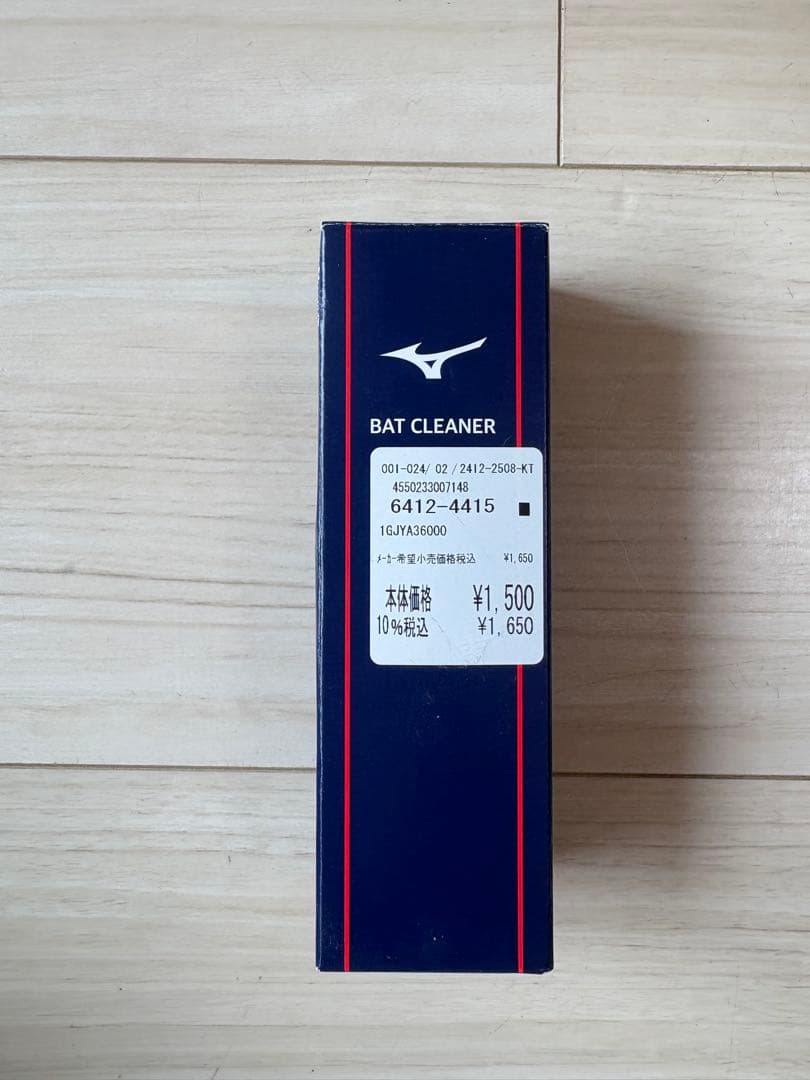 BAT CLEANER
001-024/ 02 /2412-2508-KT
4550233007148
6412-4415 ■
1GJYA36000
メーカー希望小売価格税込 ¥1,650
本体価格 ¥1,500
10%税込 ¥1,650